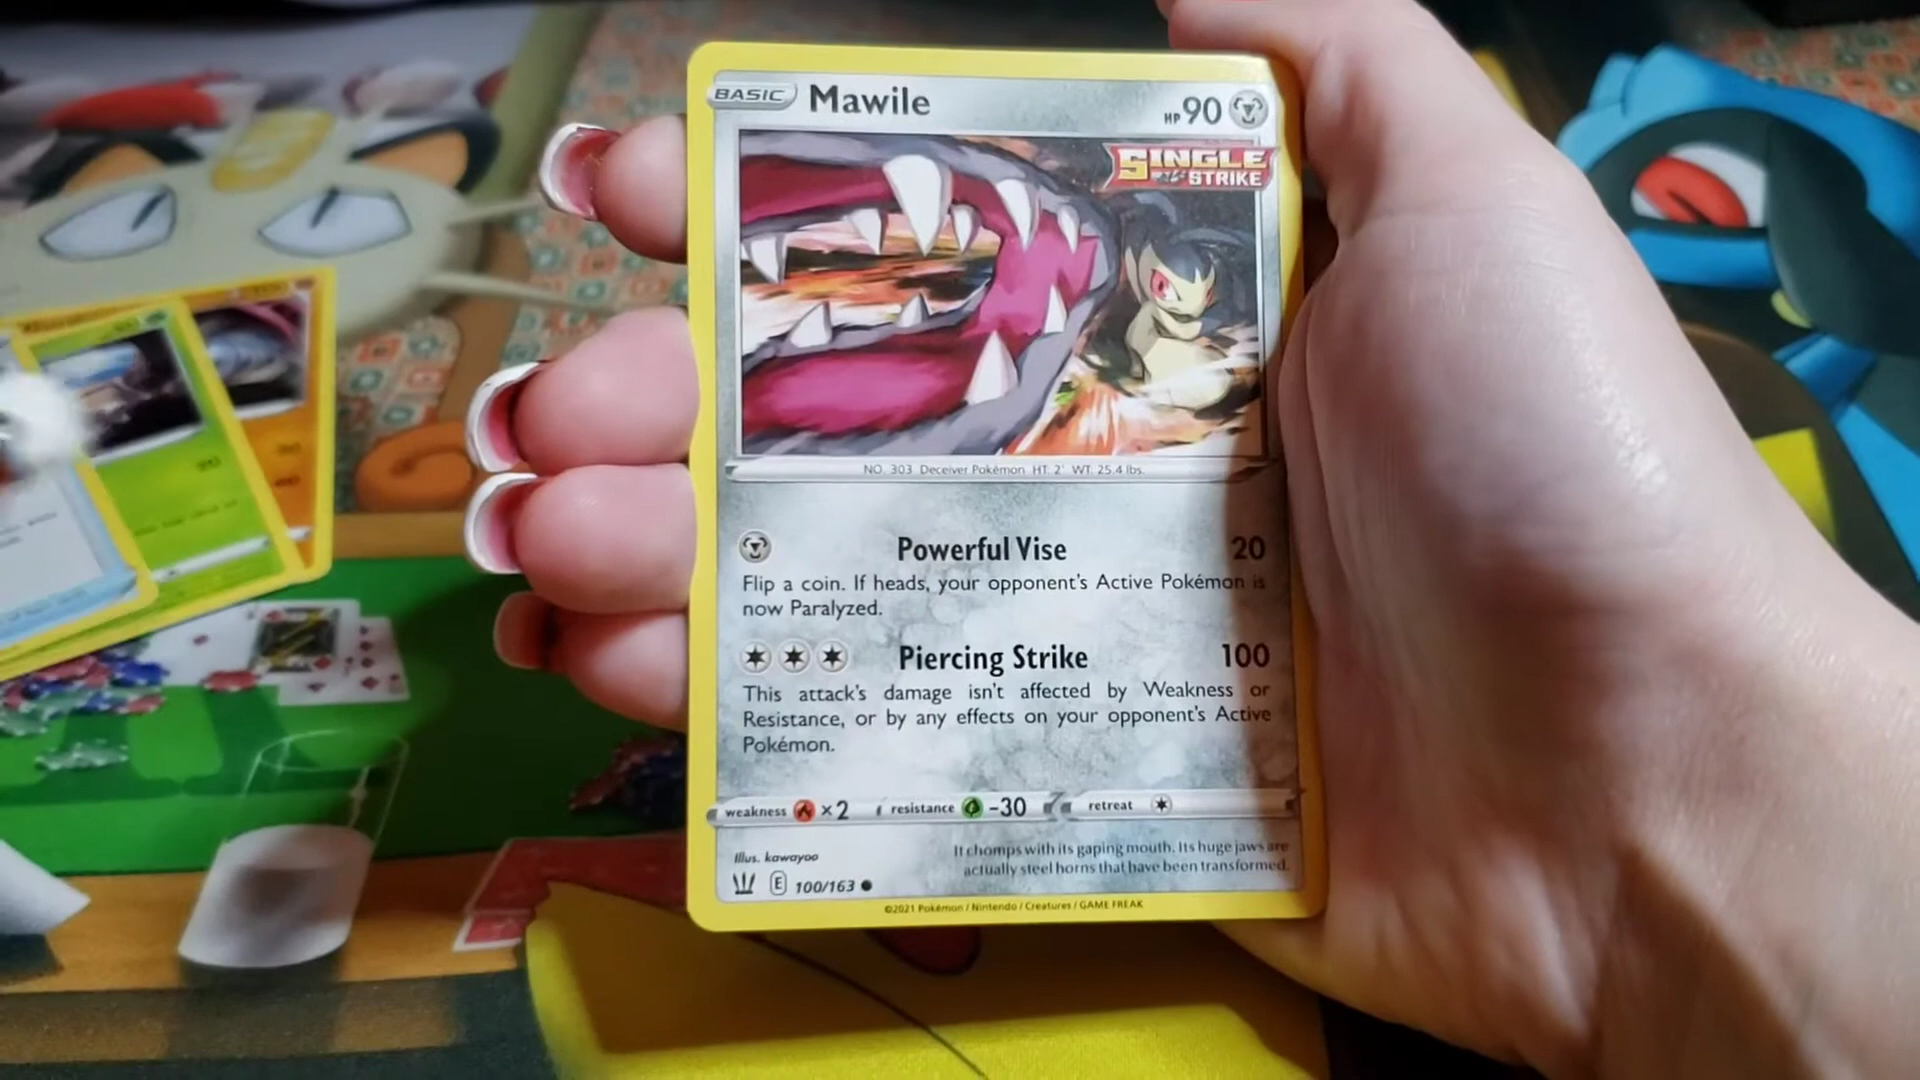 BASIC Mawile HP 90
SINGLE
STRIKE
NO. 303 Deceiver Pokémon HT. 2' WT. 25.4 lbs.
Powerful Vise 20
Flip a coin. If heads, your opponent's Active Pokémon is
now Paralyzed.
Piercing Strike 100
This attack's damage isn't affected by Weakness or
Resistance, or by any effects on your opponent's Active
Pokémon.
weakness ×2 resistance -30 retreat
Illus. kawayoo
It chomps with its gaping mouth. Its huge jaws are
actually steel horns that have been transformed.
E 100/163
©2021 Pokémon / Nintendo / Creatures / GAME FREAK